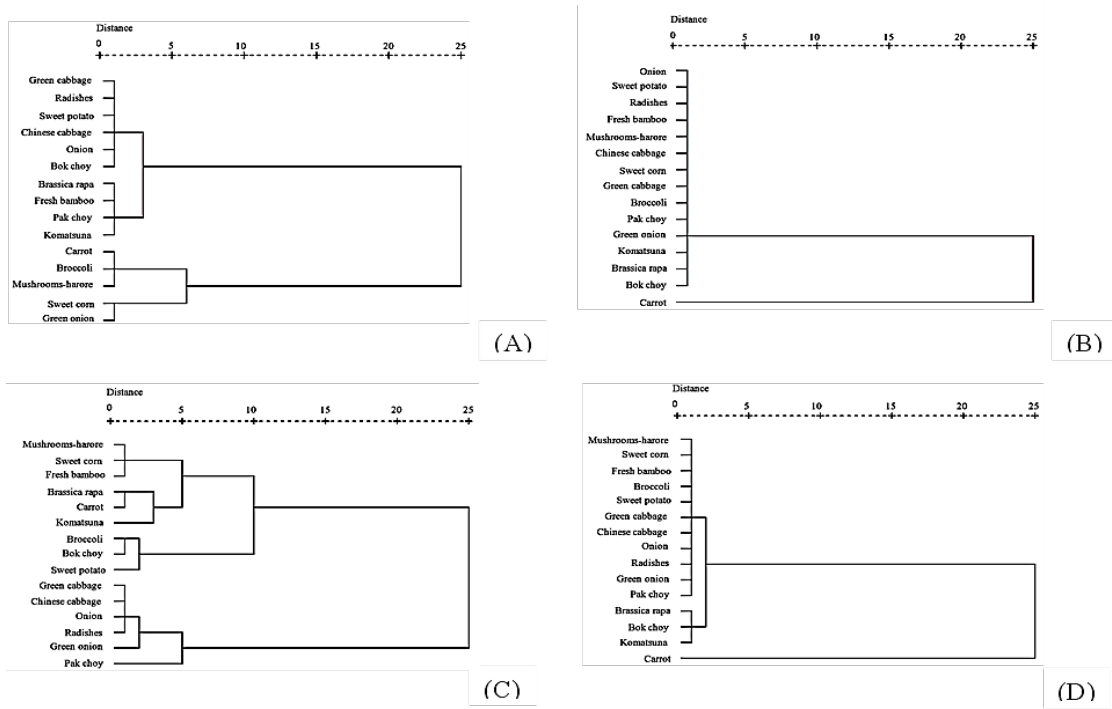 Distance
0 5 10 15 20 25
Green cabbage
Radishes
Sweet potato
Chinese cabbage
Onion
Bok choy
Brassica rapa
Fresh bamboo
Pak choy
Komatsuna
Carrot
Broccoli
Mushrooms-harore
Sweet corn
Green onion
(A)
Distance
0 5 10 15 20 25
Onion
Sweet potato
Radishes
Fresh bamboo
Mushrooms-harore
Chinese cabbage
Sweet corn
Green cabbage
Broccoli
Pak choy
Green onion
Komatsuna
Brassica rapa
Bok choy
Carrot
(B)
Distance
0 5 10 15 20 25
Mushrooms-harore
Sweet corn
Fresh bamboo
Brassica rapa
Carrot
Komatsuna
Broccoli
Bok choy
Sweet potato
Green cabbage
Chinese cabbage
Onion
Radishes
Green onion
Pak choy
(C)
Distance
0 5 10 15 20 25
Mushrooms-harore
Sweet corn
Fresh bamboo
Broccoli
Sweet potato
Green cabbage
Chinese cabbage
Onion
Radishes
Green onion
Pak choy
Brassica rapa
Bok choy
Komatsuna
Carrot
(D)